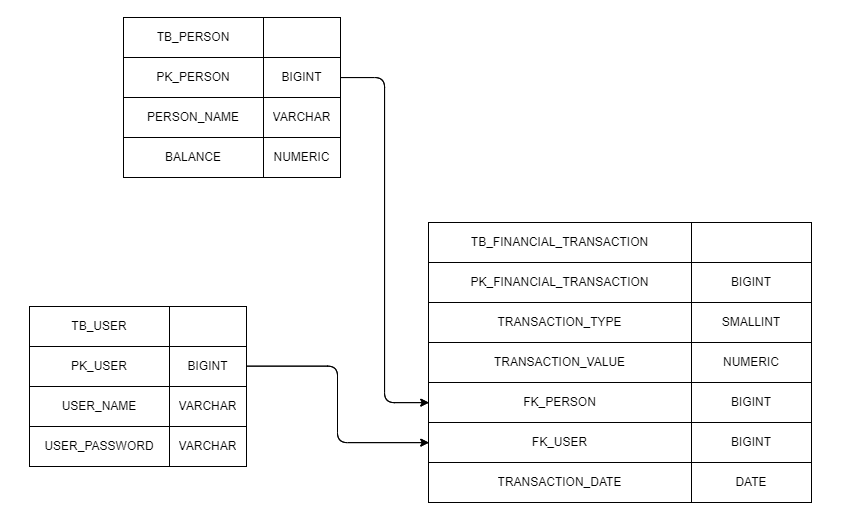 TB_PERSON
PK_PERSON BIGINT
PERSON_NAME VARCHAR
BALANCE NUMERIC
TB_USER
PK_USER BIGINT
USER_NAME VARCHAR
USER_PASSWORD VARCHAR
TB_FINANCIAL_TRANSACTION
PK_FINANCIAL_TRANSACTION BIGINT
TRANSACTION_TYPE SMALLINT
TRANSACTION_VALUE NUMERIC
FK_PERSON BIGINT
FK_USER BIGINT
TRANSACTION_DATE DATE